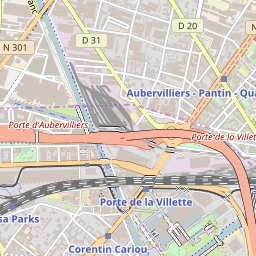 anc
D 20
D 31
N 301
Aubervilliers - Pantin - Qua
Porte d'Aubervilliers
Porte de la Villet
Porte de la Villette
sa Parks
Corentin Cariou